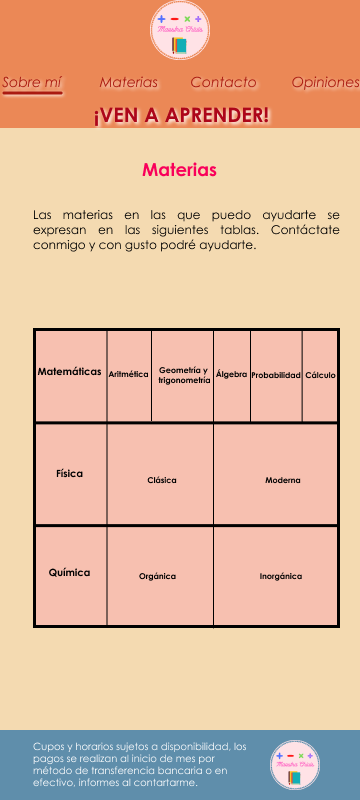 Maestra Chris
Sobre mí Materias Contacto Opiniones
¡VEN A APRENDER!
Materias
Las materias en las que puedo ayudarte se
expresan en las siguientes tablas. Contáctate
conmigo y con gusto podré ayudarte.
Matemáticas Aritmética Geometría y trigonometría Álgebra Probabilidad Cálculo
Física Clásica Moderna
Química Orgánica Inorgánica
Cupos y horarios sujetos a disponibilidad, los
pagos se realizan al inicio de mes por
método de transferencia bancaria o en
efectivo, informes al contartarme.
Maestra Chris